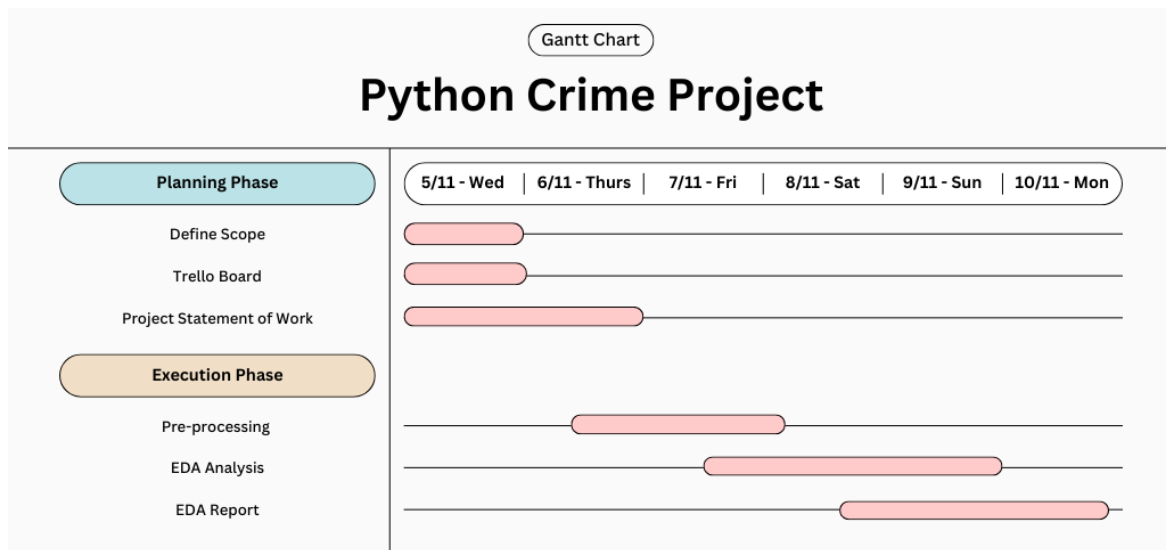 Gantt Chart
Python Crime Project
Planning Phase
5/11 - Wed
6/11 - Thurs
7/11 - Fri
8/11 - Sat
9/11 - Sun
10/11 - Mon
Define Scope
Trello Board
Project Statement of Work
Execution Phase
Pre-processing
EDA Analysis
EDA Report